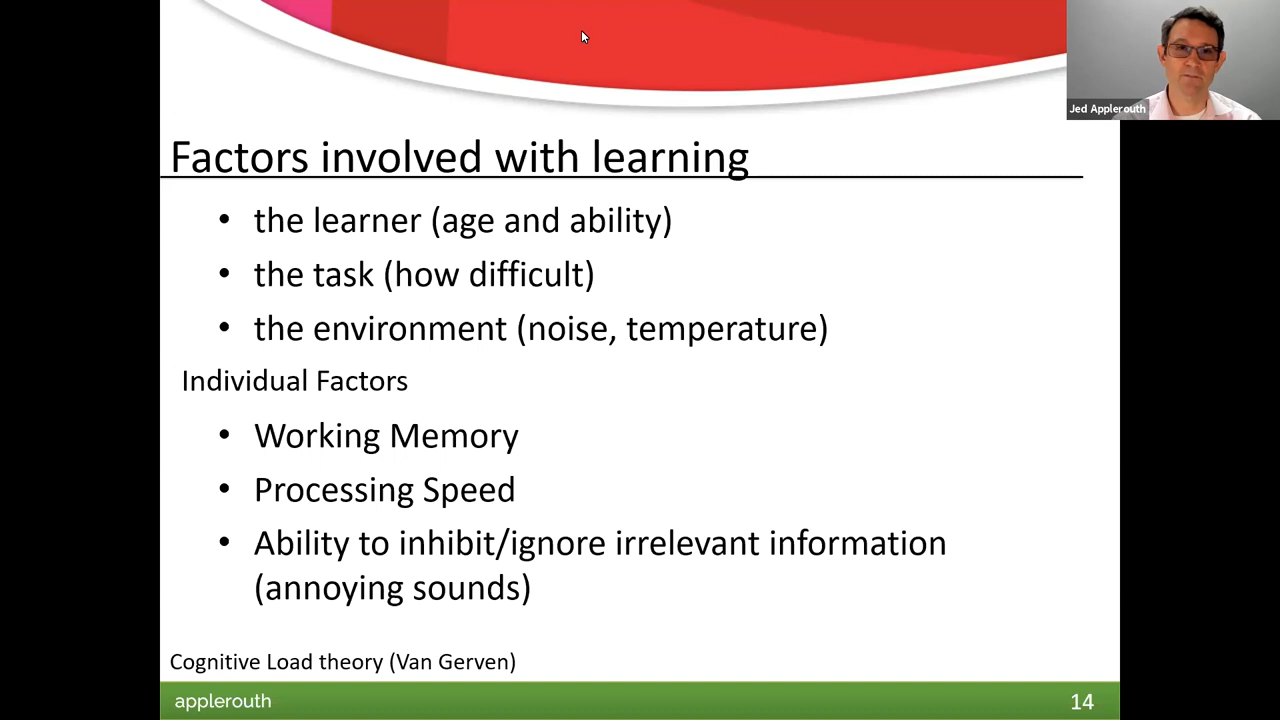 Jed Applerouth
Factors involved with learning
• the learner (age and ability)
• the task (how difficult)
• the environment (noise, temperature)
Individual Factors
• Working Memory
• Processing Speed
• Ability to inhibit/ignore irrelevant information
(annoying sounds)
Cognitive Load theory (Van Gerven)
applerouth
14